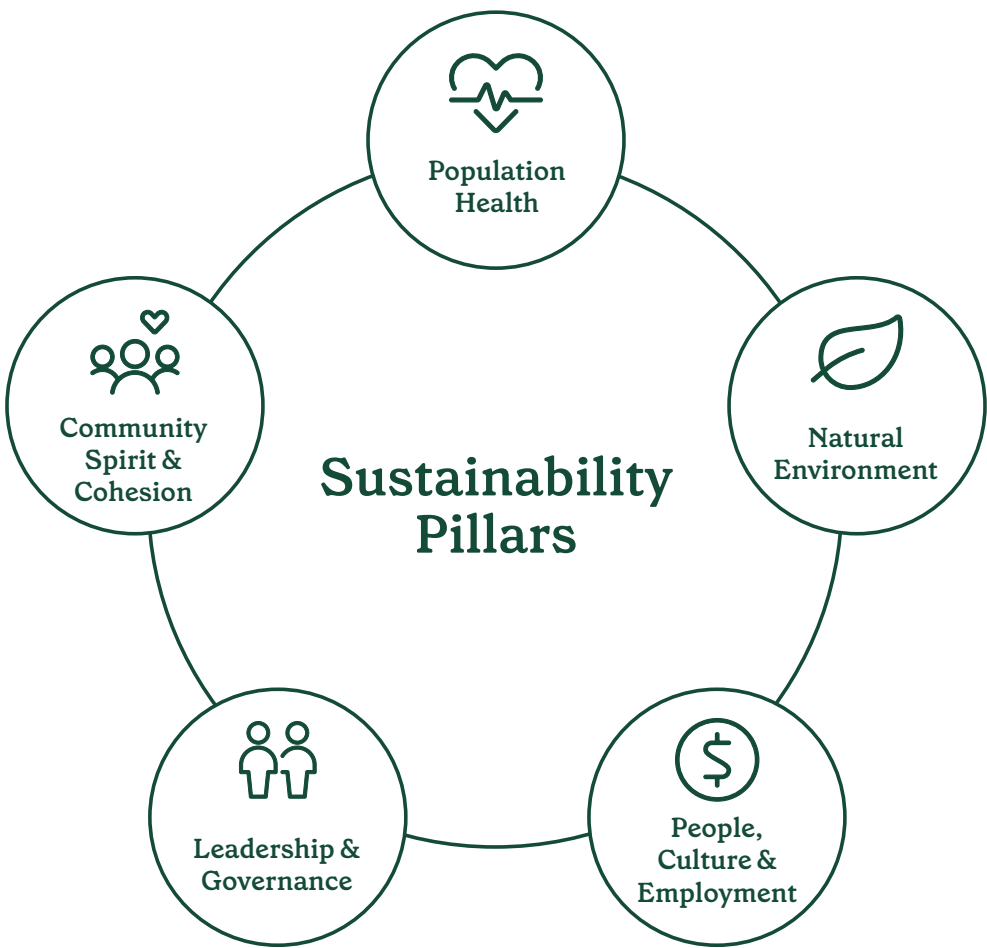 Population
Health
Community
Spirit &
Cohesion
Natural
Environment
Sustainability
Pillars
Leadership &
Governance
People,
Culture &
Employment